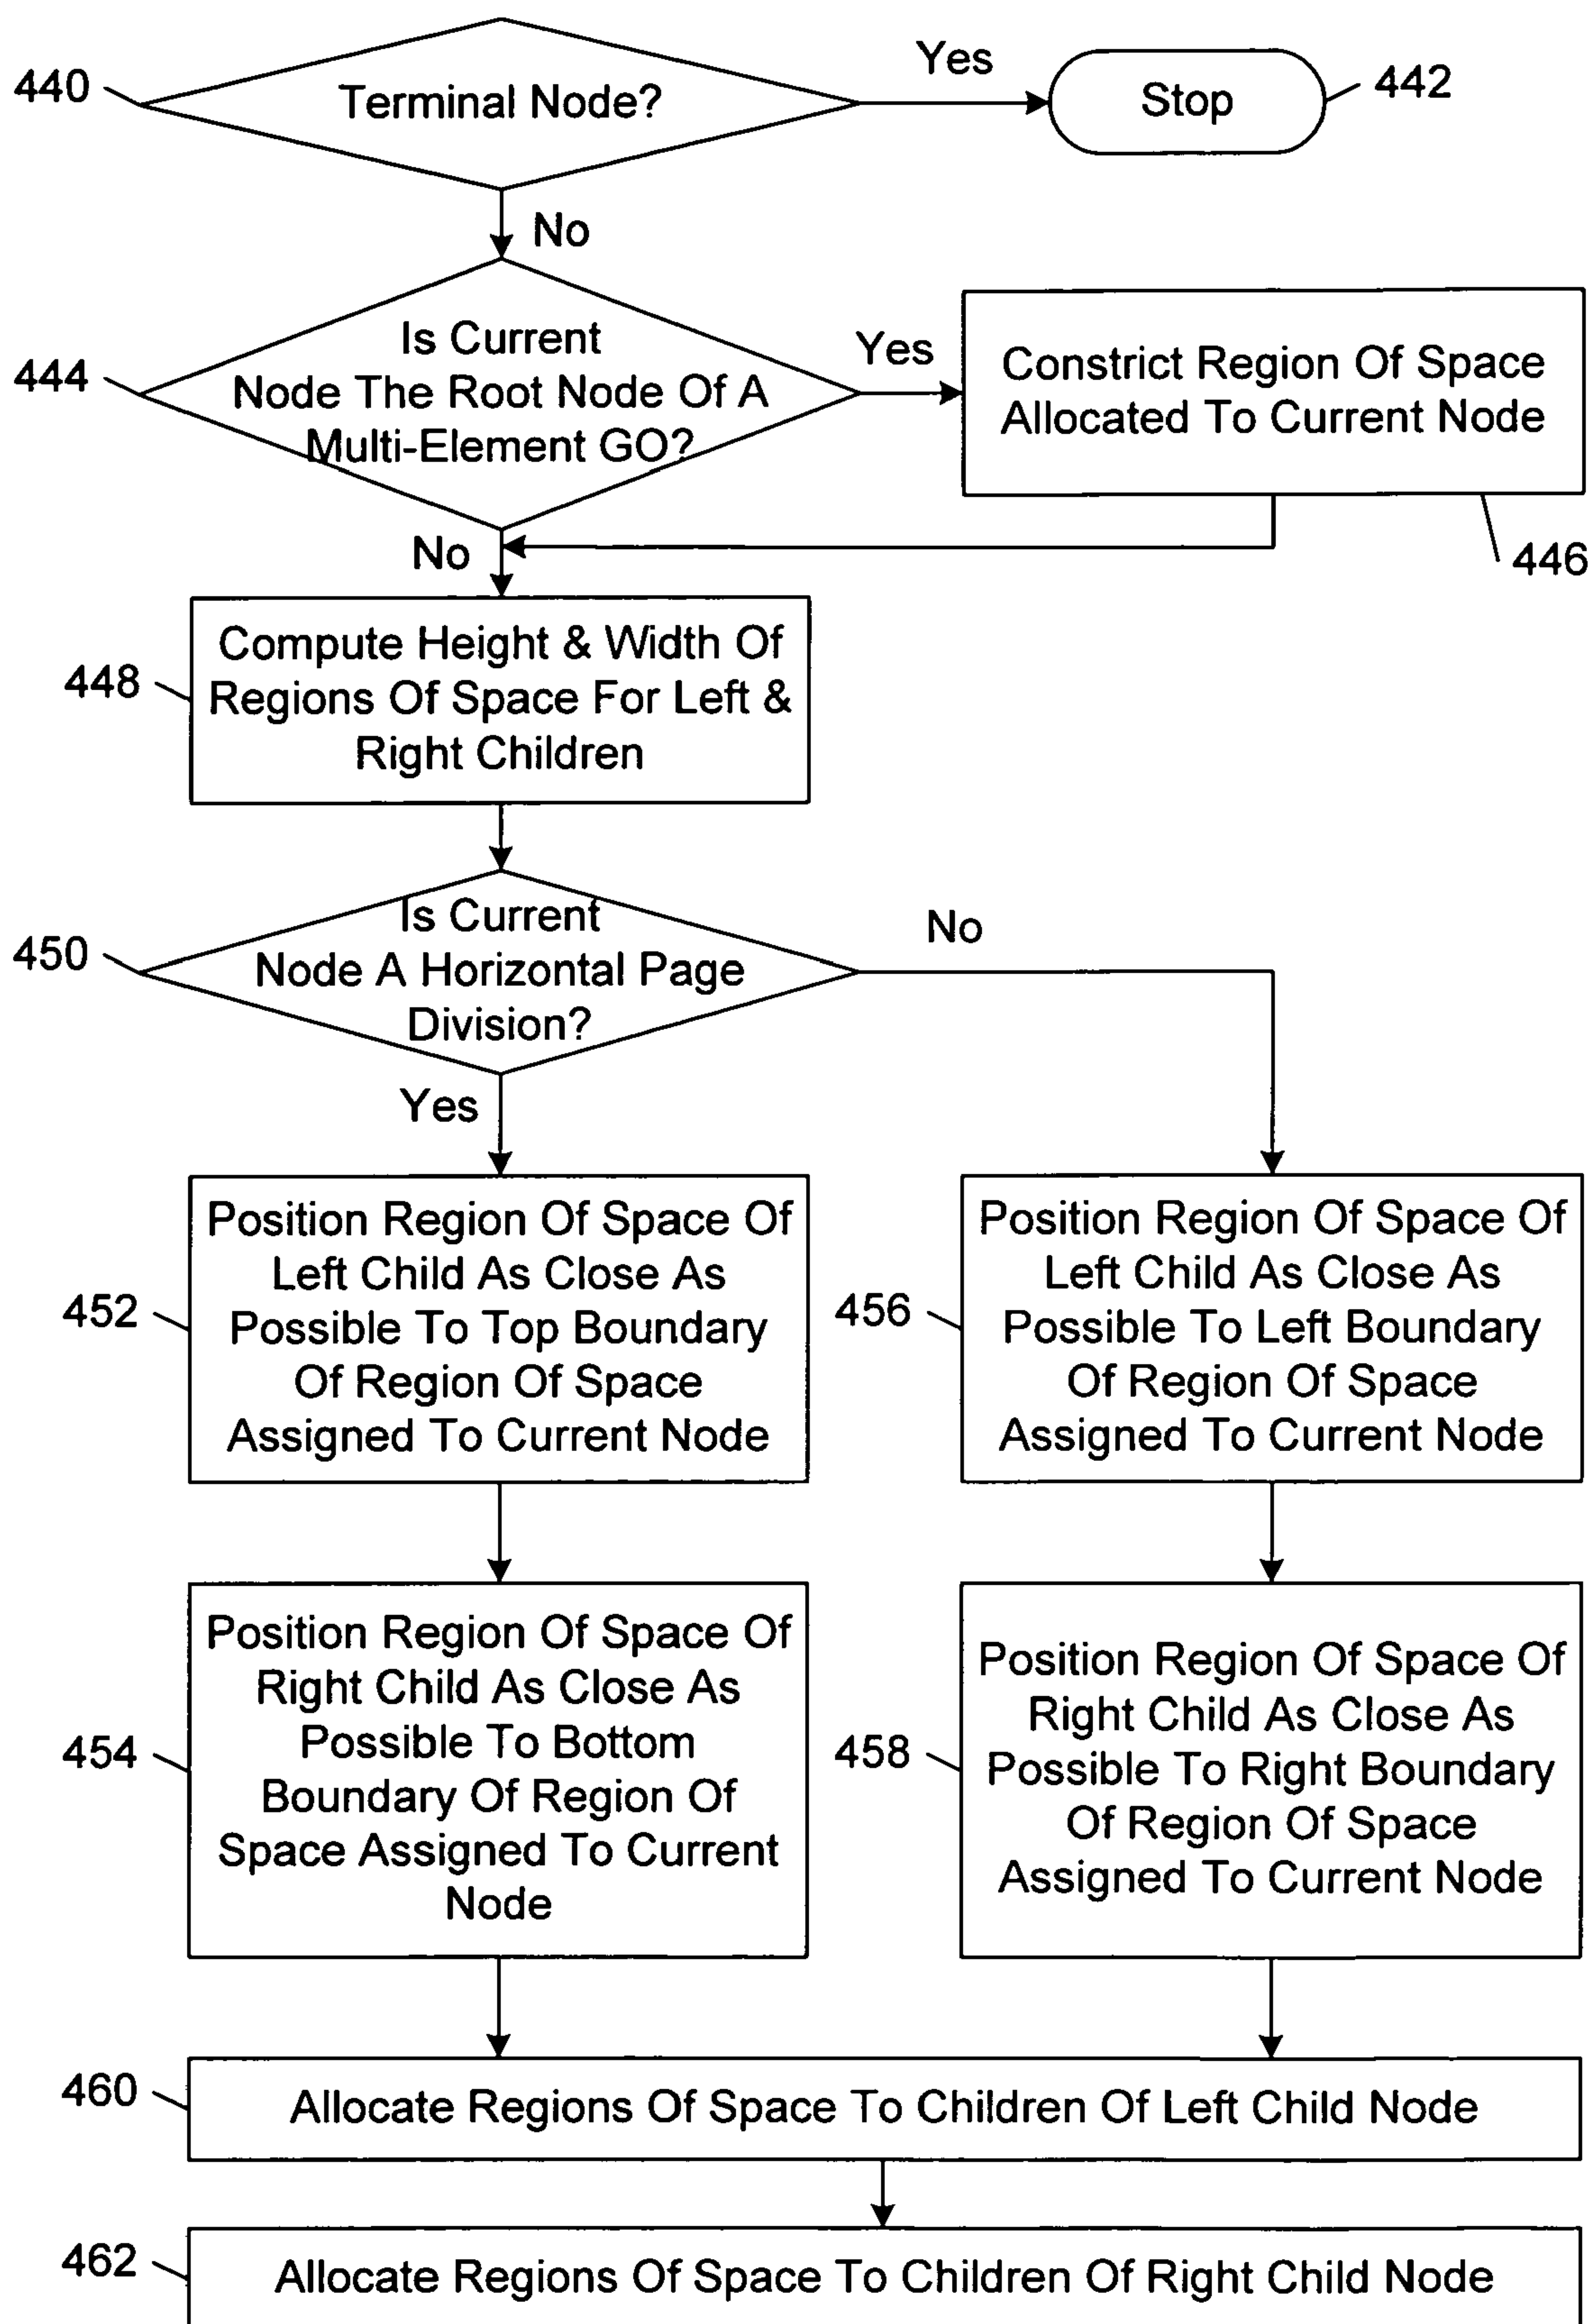 440
Terminal Node?
Yes
Stop
442
No
444
Is Current
Node The Root Node Of A
Multi-Element GO?
Yes
Constrict Region Of Space
Allocated To Current Node
446
No
448
Compute Height & Width Of
Regions Of Space For Left &
Right Children
450
Is Current
Node A Horizontal Page
Division?
No
Yes
452
Position Region Of Space Of
Left Child As Close As
Possible To Top Boundary
Of Region Of Space
Assigned To Current Node
456
Position Region Of Space Of
Left Child As Close As
Possible To Left Boundary
Of Region Of Space
Assigned To Current Node
454
Position Region Of Space Of
Right Child As Close As
Possible To Bottom
Boundary Of Region Of
Space Assigned To Current
Node
458
Position Region Of Space Of
Right Child As Close As
Possible To Right Boundary
Of Region Of Space
Assigned To Current Node
460
Allocate Regions Of Space To Children Of Left Child Node
462
Allocate Regions Of Space To Children Of Right Child Node